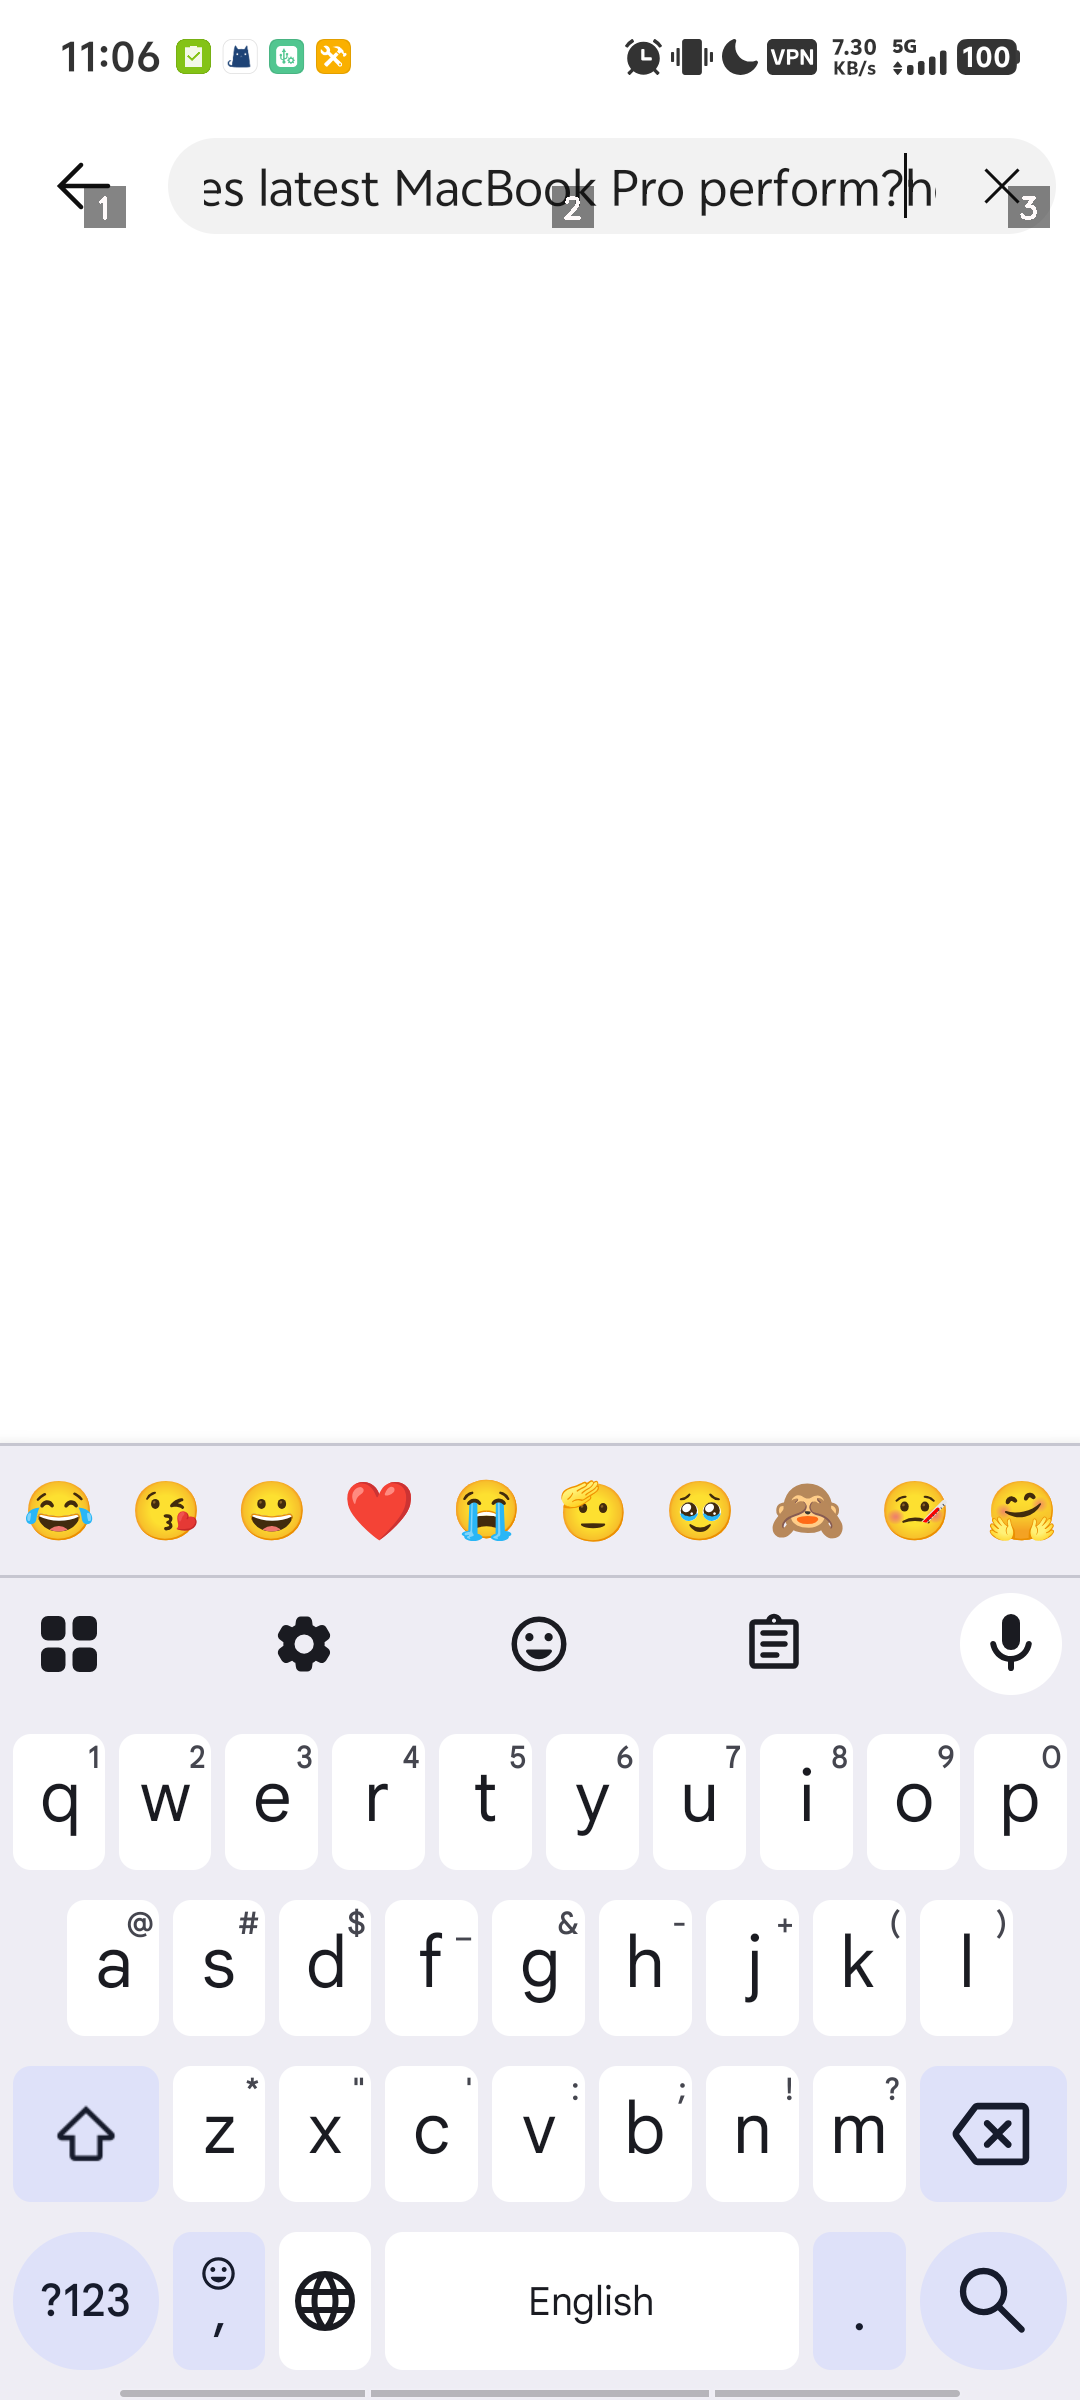 11:06 VPN 7.30 KB/s 5G 100
1 es latest MacBook Pro perform?h 2 3
1 2 3 4 5 6 7 8 9 0
q w e r t y u i o p
@ # $ _ & - + ( )
a s d f g h j k l
* " ' : ; ! ?
z x c v b n m
?123 , English .